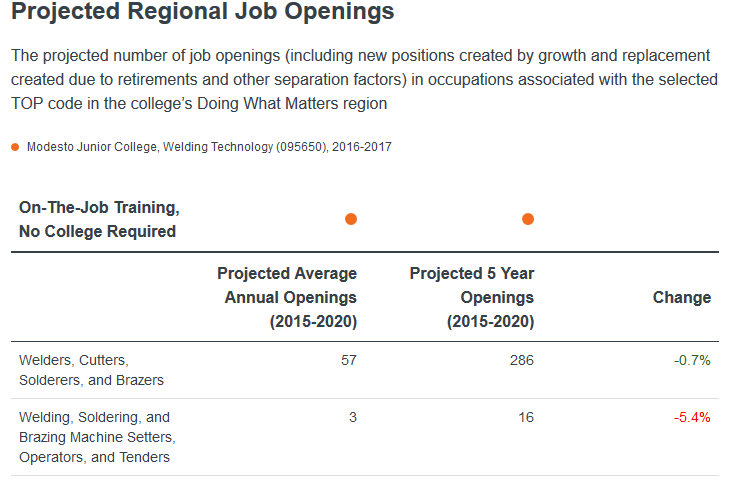 Projected Regional Job Openings
The projected number of job openings (including new positions created by growth and replacement
created due to retirements and other separation factors) in occupations associated with the selected
TOP code in the college's Doing What Matters region
Modesto Junior College, Welding Technology (095650), 2016-2017
On-The-Job Training,
No College Required
Projected Average
Annual Openings
(2015-2020)
Projected 5 Year
Openings
(2015-2020)
Change
Welders, Cutters,
Solderers, and Brazers
57
286
-0.7%
Welding, Soldering, and
Brazing Machine Setters,
Operators, and Tenders
3
16
-5.4%